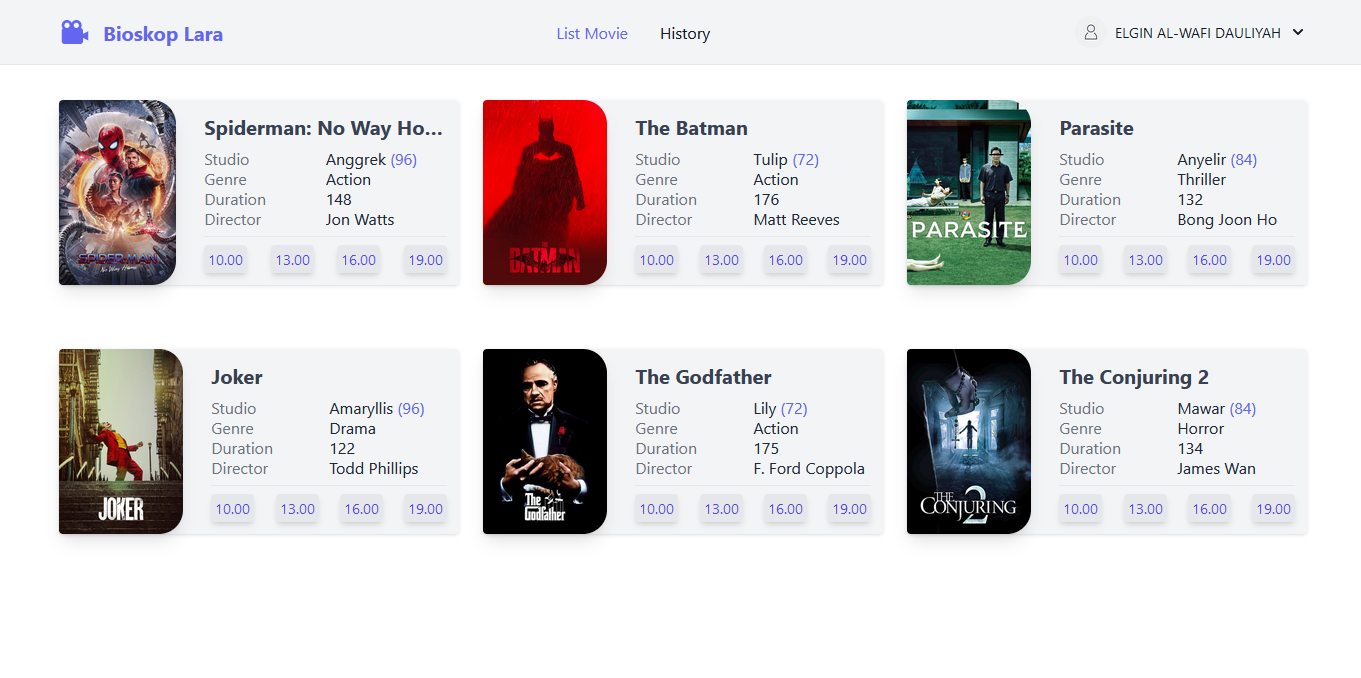 Bioskop Lara
List Movie
History
ELGIN AL-WAFI DAULIYAH
SPIDER-MAN
No Way Home
Spiderman: No Way Ho...
Studio Anggrek (96)
Genre Action
Duration 148
Director Jon Watts
10.00 13.00 16.00 19.00
THE BATMAN
The Batman
Studio Tulip (72)
Genre Action
Duration 176
Director Matt Reeves
10.00 13.00 16.00 19.00
PARASITE
Parasite
Studio Anyelir (84)
Genre Thriller
Duration 132
Director Bong Joon Ho
10.00 13.00 16.00 19.00
JOKER
Joker
Studio Amaryllis (96)
Genre Drama
Duration 122
Director Todd Phillips
10.00 13.00 16.00 19.00
The
Godfather
The Godfather
Studio Lily (72)
Genre Action
Duration 175
Director F. Ford Coppola
10.00 13.00 16.00 19.00
THE
CONJURING
2
The Conjuring 2
Studio Mawar (84)
Genre Horror
Duration 134
Director James Wan
10.00 13.00 16.00 19.00